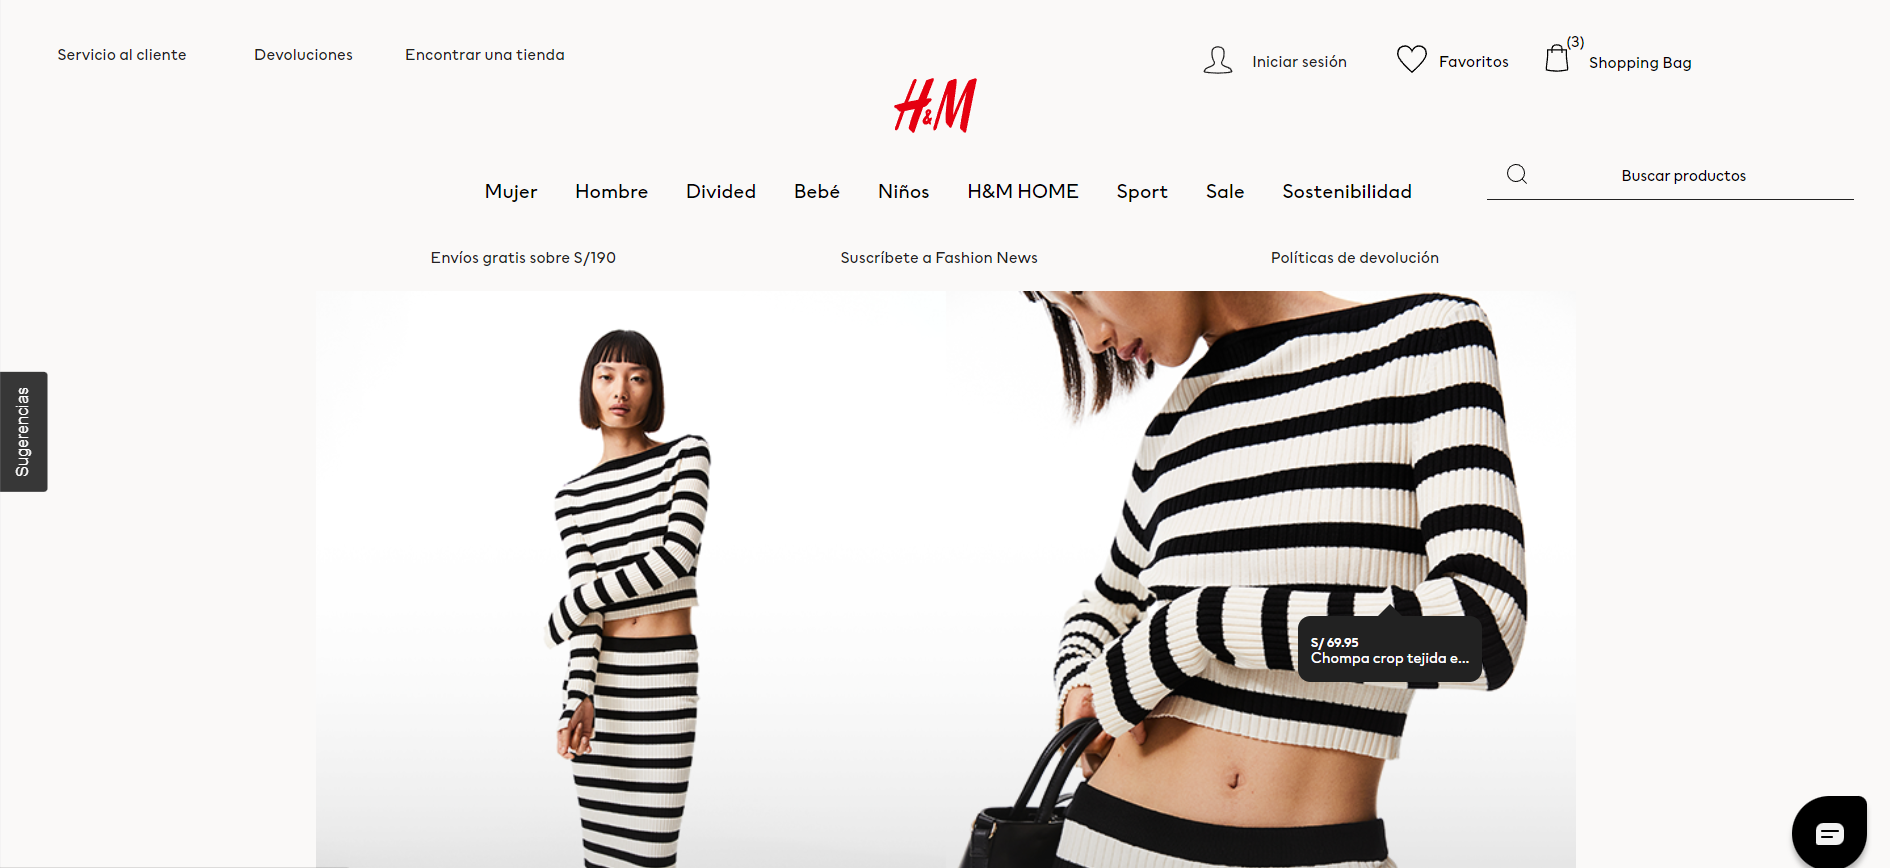 Servicio al cliente
Devoluciones
Encontrar una tienda
Iniciar sesión
Favoritos
(3)
Shopping Bag
H&M
Mujer
Hombre
Divided
Bebé
Niños
H&M HOME
Sport
Sale
Sostenibilidad
Buscar productos
Envíos gratis sobre S/190
Suscríbete a Fashion News
Políticas de devolución
Sugerencias
S/ 69.95
Chompa crop tejida e...